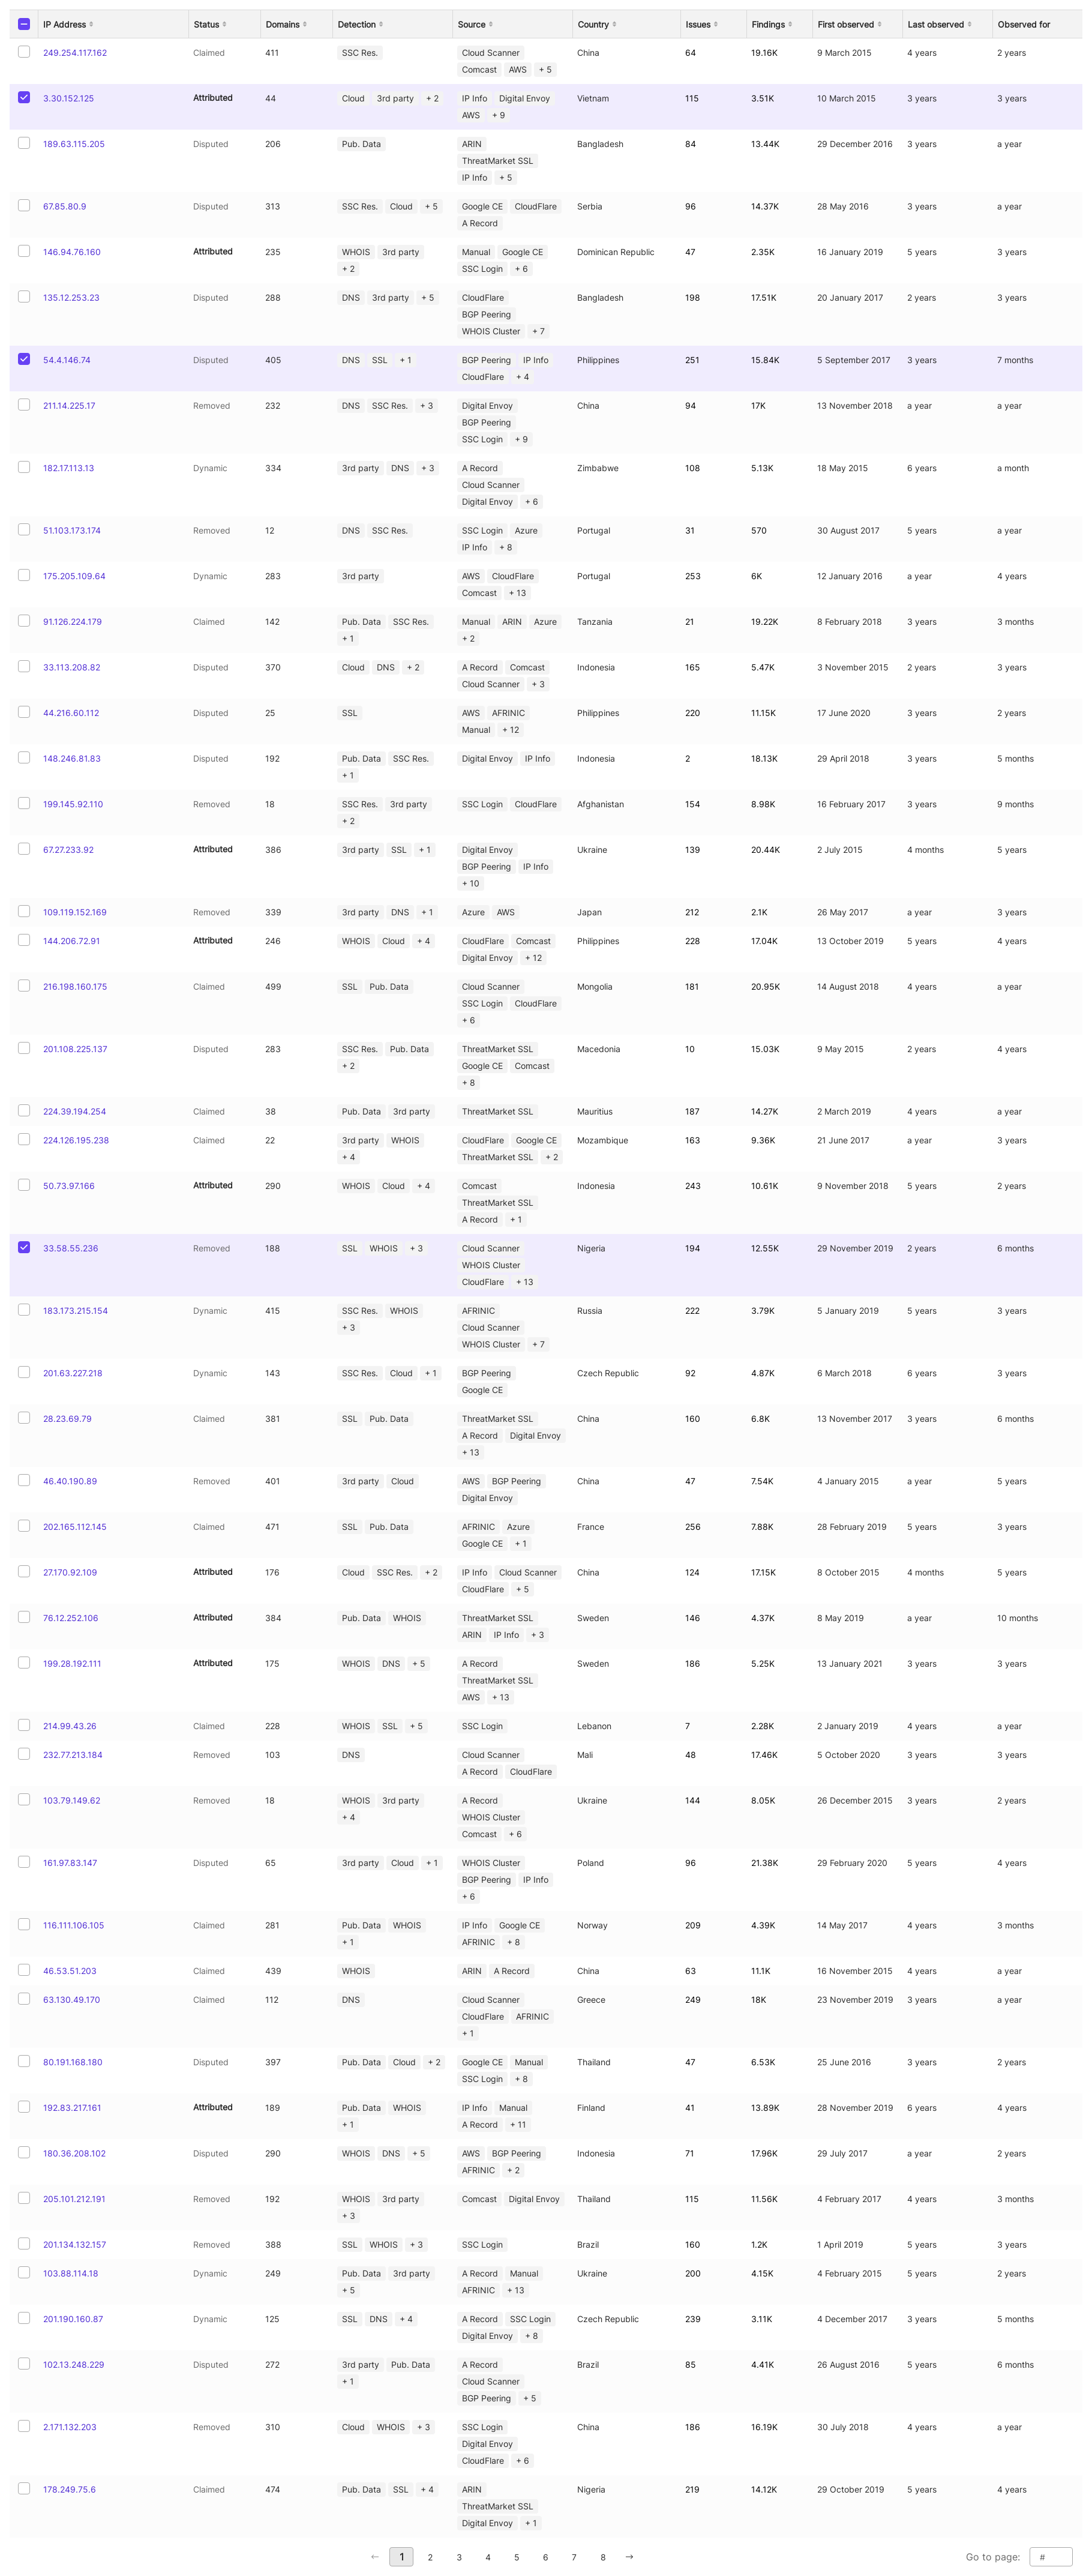 IP Address Status Domains Detection Source Country Issues Findings First observed Last observed Observed for
249.254.117.162 Claimed 411 SSC Res. Cloud Scanner China 64 19.16K 9 March 2015 4 years 2 years
Comcast AWS + 5
3.30.152.125 Attributed 44 Cloud 3rd party + 2 IP Info Digital Envoy Vietnam 115 3.51K 10 March 2015 3 years 3 years
AWS + 9
189.63.115.205 Disputed 206 Pub. Data ARIN Bangladesh 84 13.44K 29 December 2016 3 years a year
ThreatMarket SSL
IP Info + 5
67.85.80.9 Disputed 313 SSC Res. Cloud + 5 Google CE CloudFlare Serbia 96 14.37K 28 May 2016 3 years a year
A Record
146.94.76.160 Attributed 235 WHOIS 3rd party Manual Google CE Dominican Republic 47 2.35K 16 January 2019 5 years 3 years
+ 2 SSC Login + 6
135.12.253.23 Disputed 288 DNS 3rd party + 5 CloudFlare Bangladesh 198 17.51K 20 January 2017 2 years 3 years
BGP Peering
WHOIS Cluster + 7
54.4.146.74 Disputed 405 DNS SSL + 1 BGP Peering IP Info Philippines 251 15.84K 5 September 2017 3 years 7 months
CloudFlare + 4
211.14.225.17 Removed 232 DNS SSC Res. + 3 Digital Envoy China 94 17K 13 November 2018 a year a year
BGP Peering
SSC Login + 9
182.17.113.13 Dynamic 334 3rd party DNS + 3 A Record Zimbabwe 108 5.13K 18 May 2015 6 years a month
Cloud Scanner
Digital Envoy + 6
51.103.173.174 Removed 12 DNS SSC Res. SSC Login Azure Portugal 31 570 30 August 2017 5 years a year
IP Info + 8
175.205.109.64 Dynamic 283 3rd party AWS CloudFlare Portugal 253 6K 12 January 2016 a year 4 years
Comcast + 13
91.126.224.179 Claimed 142 Pub. Data SSC Res. Manual ARIN Azure Tanzania 21 19.22K 8 February 2018 3 years 3 months
+ 1 + 2
33.113.208.82 Disputed 370 Cloud DNS + 2 A Record Comcast Indonesia 165 5.47K 3 November 2015 2 years 3 years
Cloud Scanner + 3
44.216.60.112 Disputed 25 SSL AWS AFRINIC Philippines 220 11.15K 17 June 2020 3 years 2 years
Manual + 12
148.246.81.83 Disputed 192 Pub. Data SSC Res. Digital Envoy IP Info Indonesia 2 18.13K 29 April 2018 3 years 5 months
+ 1
199.145.92.110 Removed 18 SSC Res. 3rd party SSC Login CloudFlare Afghanistan 154 8.98K 16 February 2017 3 years 9 months
+ 2
67.27.233.92 Attributed 386 3rd party SSL + 1 Digital Envoy Ukraine 139 20.44K 2 July 2015 4 months 5 years
BGP Peering IP Info
+ 10
109.119.152.169 Removed 339 3rd party DNS + 1 Azure AWS Japan 212 2.1K 26 May 2017 a year 3 years
144.206.72.91 Attributed 246 WHOIS Cloud + 4 CloudFlare Comcast Philippines 228 17.04K 13 October 2019 5 years 4 years
Digital Envoy + 12
216.198.160.175 Claimed 499 SSL Pub. Data Cloud Scanner Mongolia 181 20.95K 14 August 2018 4 years a year
SSC Login CloudFlare
+ 6
201.108.225.137 Disputed 283 SSC Res. Pub. Data ThreatMarket SSL Macedonia 10 15.03K 9 May 2015 2 years 4 years
+ 2 Google CE Comcast
+ 8
224.39.194.254 Claimed 38 Pub. Data 3rd party ThreatMarket SSL Mauritius 187 14.27K 2 March 2019 4 years a year
224.126.195.238 Claimed 22 3rd party WHOIS CloudFlare Google CE Mozambique 163 9.36K 21 June 2017 a year 3 years
+ 4 ThreatMarket SSL + 2
50.73.97.166 Attributed 290 WHOIS Cloud + 4 Comcast Indonesia 243 10.61K 9 November 2018 5 years 2 years
ThreatMarket SSL
A Record + 1
33.58.55.236 Removed 188 SSL WHOIS + 3 Cloud Scanner Nigeria 194 12.55K 29 November 2019 2 years 6 months
WHOIS Cluster
CloudFlare + 13
183.173.215.154 Dynamic 415 SSC Res. WHOIS AFRINIC Russia 222 3.79K 5 January 2019 5 years 3 years
+ 3 Cloud Scanner
WHOIS Cluster + 7
201.63.227.218 Dynamic 143 SSC Res. Cloud + 1 BGP Peering Czech Republic 92 4.87K 6 March 2018 6 years 3 years
Google CE
28.23.69.79 Claimed 381 SSL Pub. Data ThreatMarket SSL China 160 6.8K 13 November 2017 3 years 6 months
A Record Digital Envoy
+ 13
46.40.190.89 Removed 401 3rd party Cloud AWS BGP Peering China 47 7.54K 4 January 2015 a year 5 years
Digital Envoy
202.165.112.145 Claimed 471 SSL Pub. Data AFRINIC Azure France 256 7.88K 28 February 2019 5 years 3 years
Google CE + 1
27.170.92.109 Attributed 176 Cloud SSC Res. + 2 IP Info Cloud Scanner China 124 17.15K 8 October 2015 4 months 5 years
CloudFlare + 5
76.12.252.106 Attributed 384 Pub. Data WHOIS ThreatMarket SSL Sweden 146 4.37K 8 May 2019 a year 10 months
ARIN IP Info + 3
199.28.192.111 Attributed 175 WHOIS DNS + 5 A Record Sweden 186 5.25K 13 January 2021 3 years 3 years
ThreatMarket SSL
AWS + 13
214.99.43.26 Claimed 228 WHOIS SSL + 5 SSC Login Lebanon 7 2.28K 2 January 2019 4 years a year
232.77.213.184 Removed 103 DNS Cloud Scanner Mali 48 17.46K 5 October 2020 3 years 3 years
A Record CloudFlare
103.79.149.62 Removed 18 WHOIS 3rd party A Record Ukraine 144 8.05K 26 December 2015 3 years 2 years
+ 4 WHOIS Cluster
Comcast + 6
161.97.83.147 Disputed 65 3rd party Cloud + 1 WHOIS Cluster Poland 96 21.38K 29 February 2020 5 years 4 years
BGP Peering IP Info
+ 6
116.111.106.105 Claimed 281 Pub. Data WHOIS IP Info Google CE Norway 209 4.39K 14 May 2017 4 years 3 months
+ 1 AFRINIC + 8
46.53.51.203 Claimed 439 WHOIS ARIN A Record China 63 11.1K 16 November 2015 4 years a year
63.130.49.170 Claimed 112 DNS Cloud Scanner Greece 249 18K 23 November 2019 3 years a year
CloudFlare AFRINIC
+ 1
80.191.168.180 Disputed 397 Pub. Data Cloud + 2 Google CE Manual Thailand 47 6.53K 25 June 2016 3 years 2 years
SSC Login + 8
192.83.217.161 Attributed 189 Pub. Data WHOIS IP Info Manual Finland 41 13.89K 28 November 2019 6 years 4 years
+ 1 A Record + 11
180.36.208.102 Disputed 290 WHOIS DNS + 5 AWS BGP Peering Indonesia 71 17.96K 29 July 2017 a year 2 years
AFRINIC + 2
205.101.212.191 Removed 192 WHOIS 3rd party Comcast Digital Envoy Thailand 115 11.56K 4 February 2017 4 years 3 months
+ 3
201.134.132.157 Removed 388 SSL WHOIS + 3 SSC Login Brazil 160 1.2K 1 April 2019 5 years 3 years
103.88.114.18 Dynamic 249 Pub. Data 3rd party A Record Manual Ukraine 200 4.15K 4 February 2015 5 years 2 years
+ 5 AFRINIC + 13
201.190.160.87 Dynamic 125 SSL DNS + 4 A Record SSC Login Czech Republic 239 3.11K 4 December 2017 3 years 5 months
Digital Envoy + 8
102.13.248.229 Disputed 272 3rd party Pub. Data A Record Brazil 85 4.41K 26 August 2016 5 years 6 months
+ 1 Cloud Scanner
BGP Peering + 5
2.171.132.203 Removed 310 Cloud WHOIS + 3 SSC Login China 186 16.19K 30 July 2018 4 years a year
Digital Envoy
CloudFlare + 6
178.249.75.6 Claimed 474 Pub. Data SSL + 4 ARIN Nigeria 219 14.12K 29 October 2019 5 years 4 years
ThreatMarket SSL
Digital Envoy + 1
← 1 2 3 4 5 6 7 8 → Go to page: #